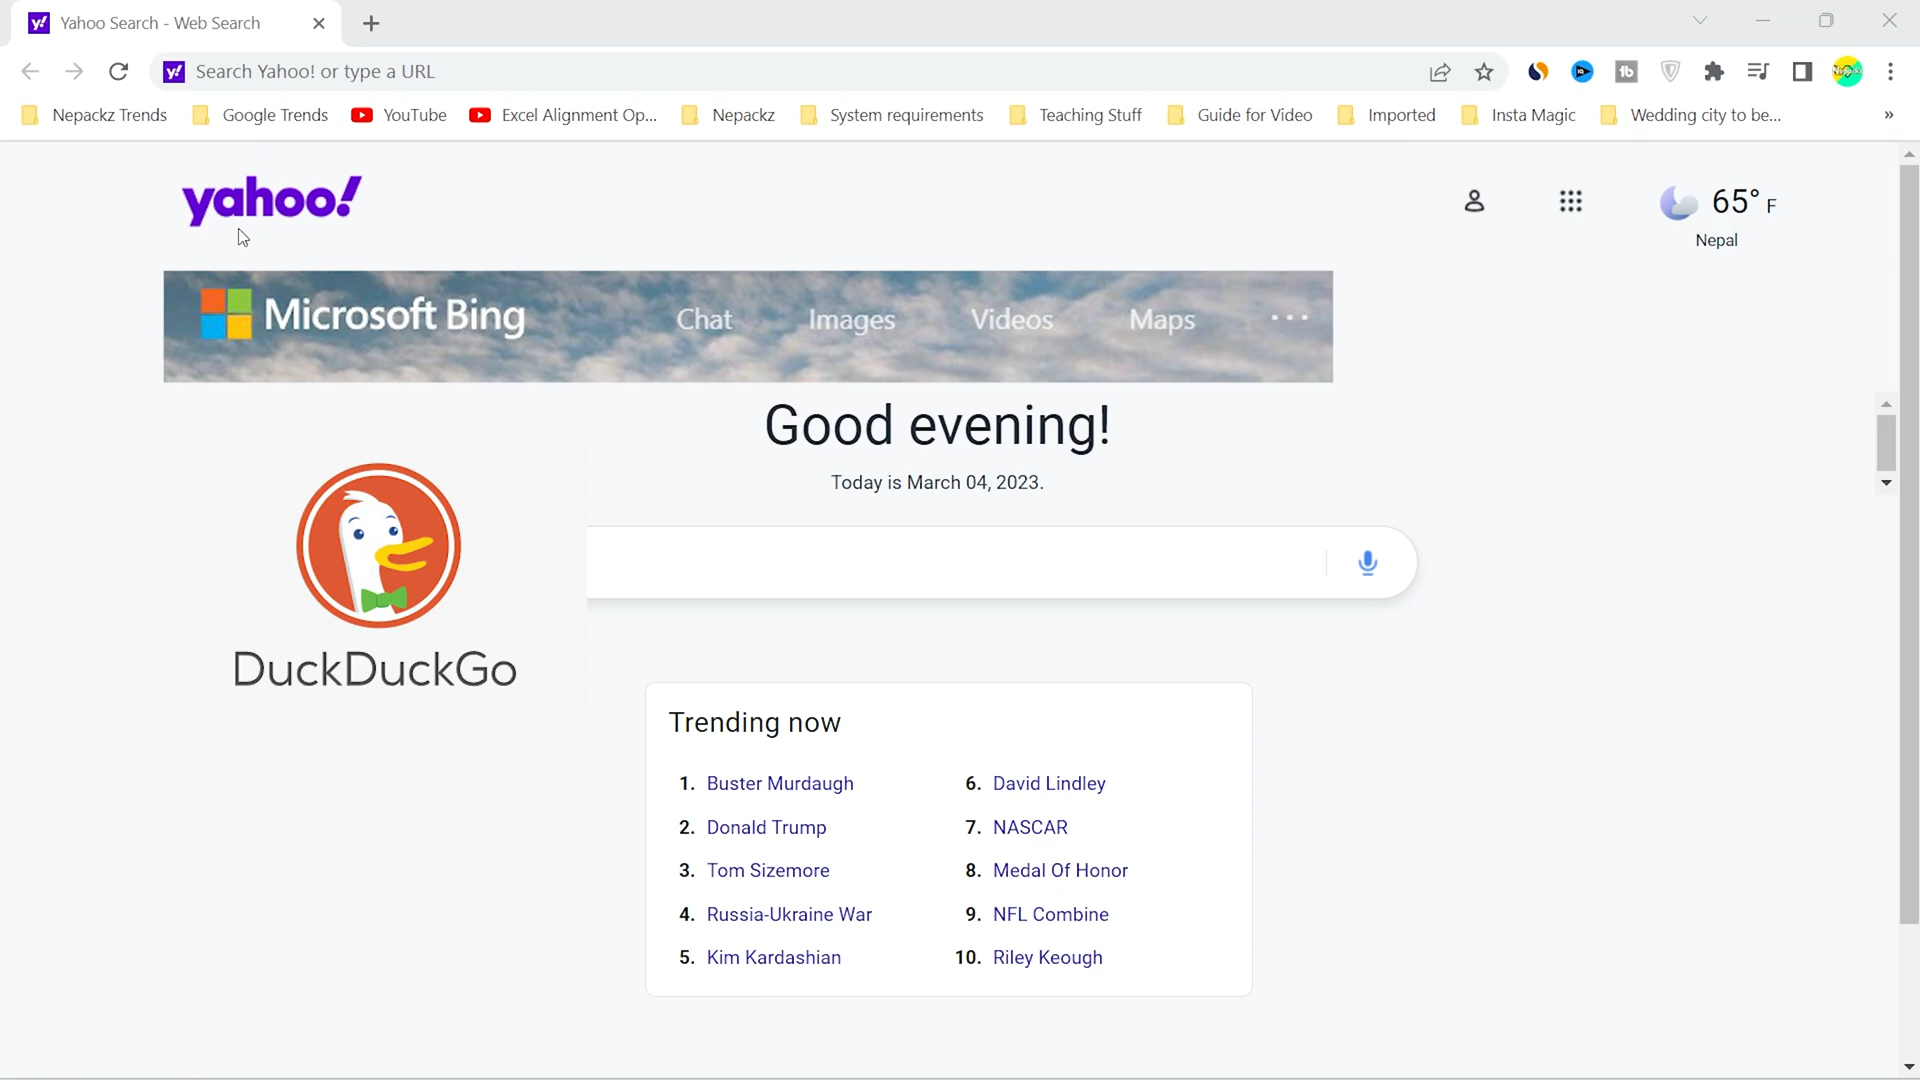 Yahoo Search - Web Search
Search Yahoo! or type a URL
Nepackz Trends Google Trends YouTube Excel Alignment Op... Nepackz System requirements Teaching Stuff Guide for Video Imported Insta Magic Wedding city to be... »
yahoo!
65° F
Nepal
Microsoft Bing Chat Images Videos Maps ...
Good evening!
Today is March 04, 2023.
DuckDuckGo
Trending now
1. Buster Murdaugh
2. Donald Trump
3. Tom Sizemore
4. Russia-Ukraine War
5. Kim Kardashian
6. David Lindley
7. NASCAR
8. Medal Of Honor
9. NFL Combine
10. Riley Keough